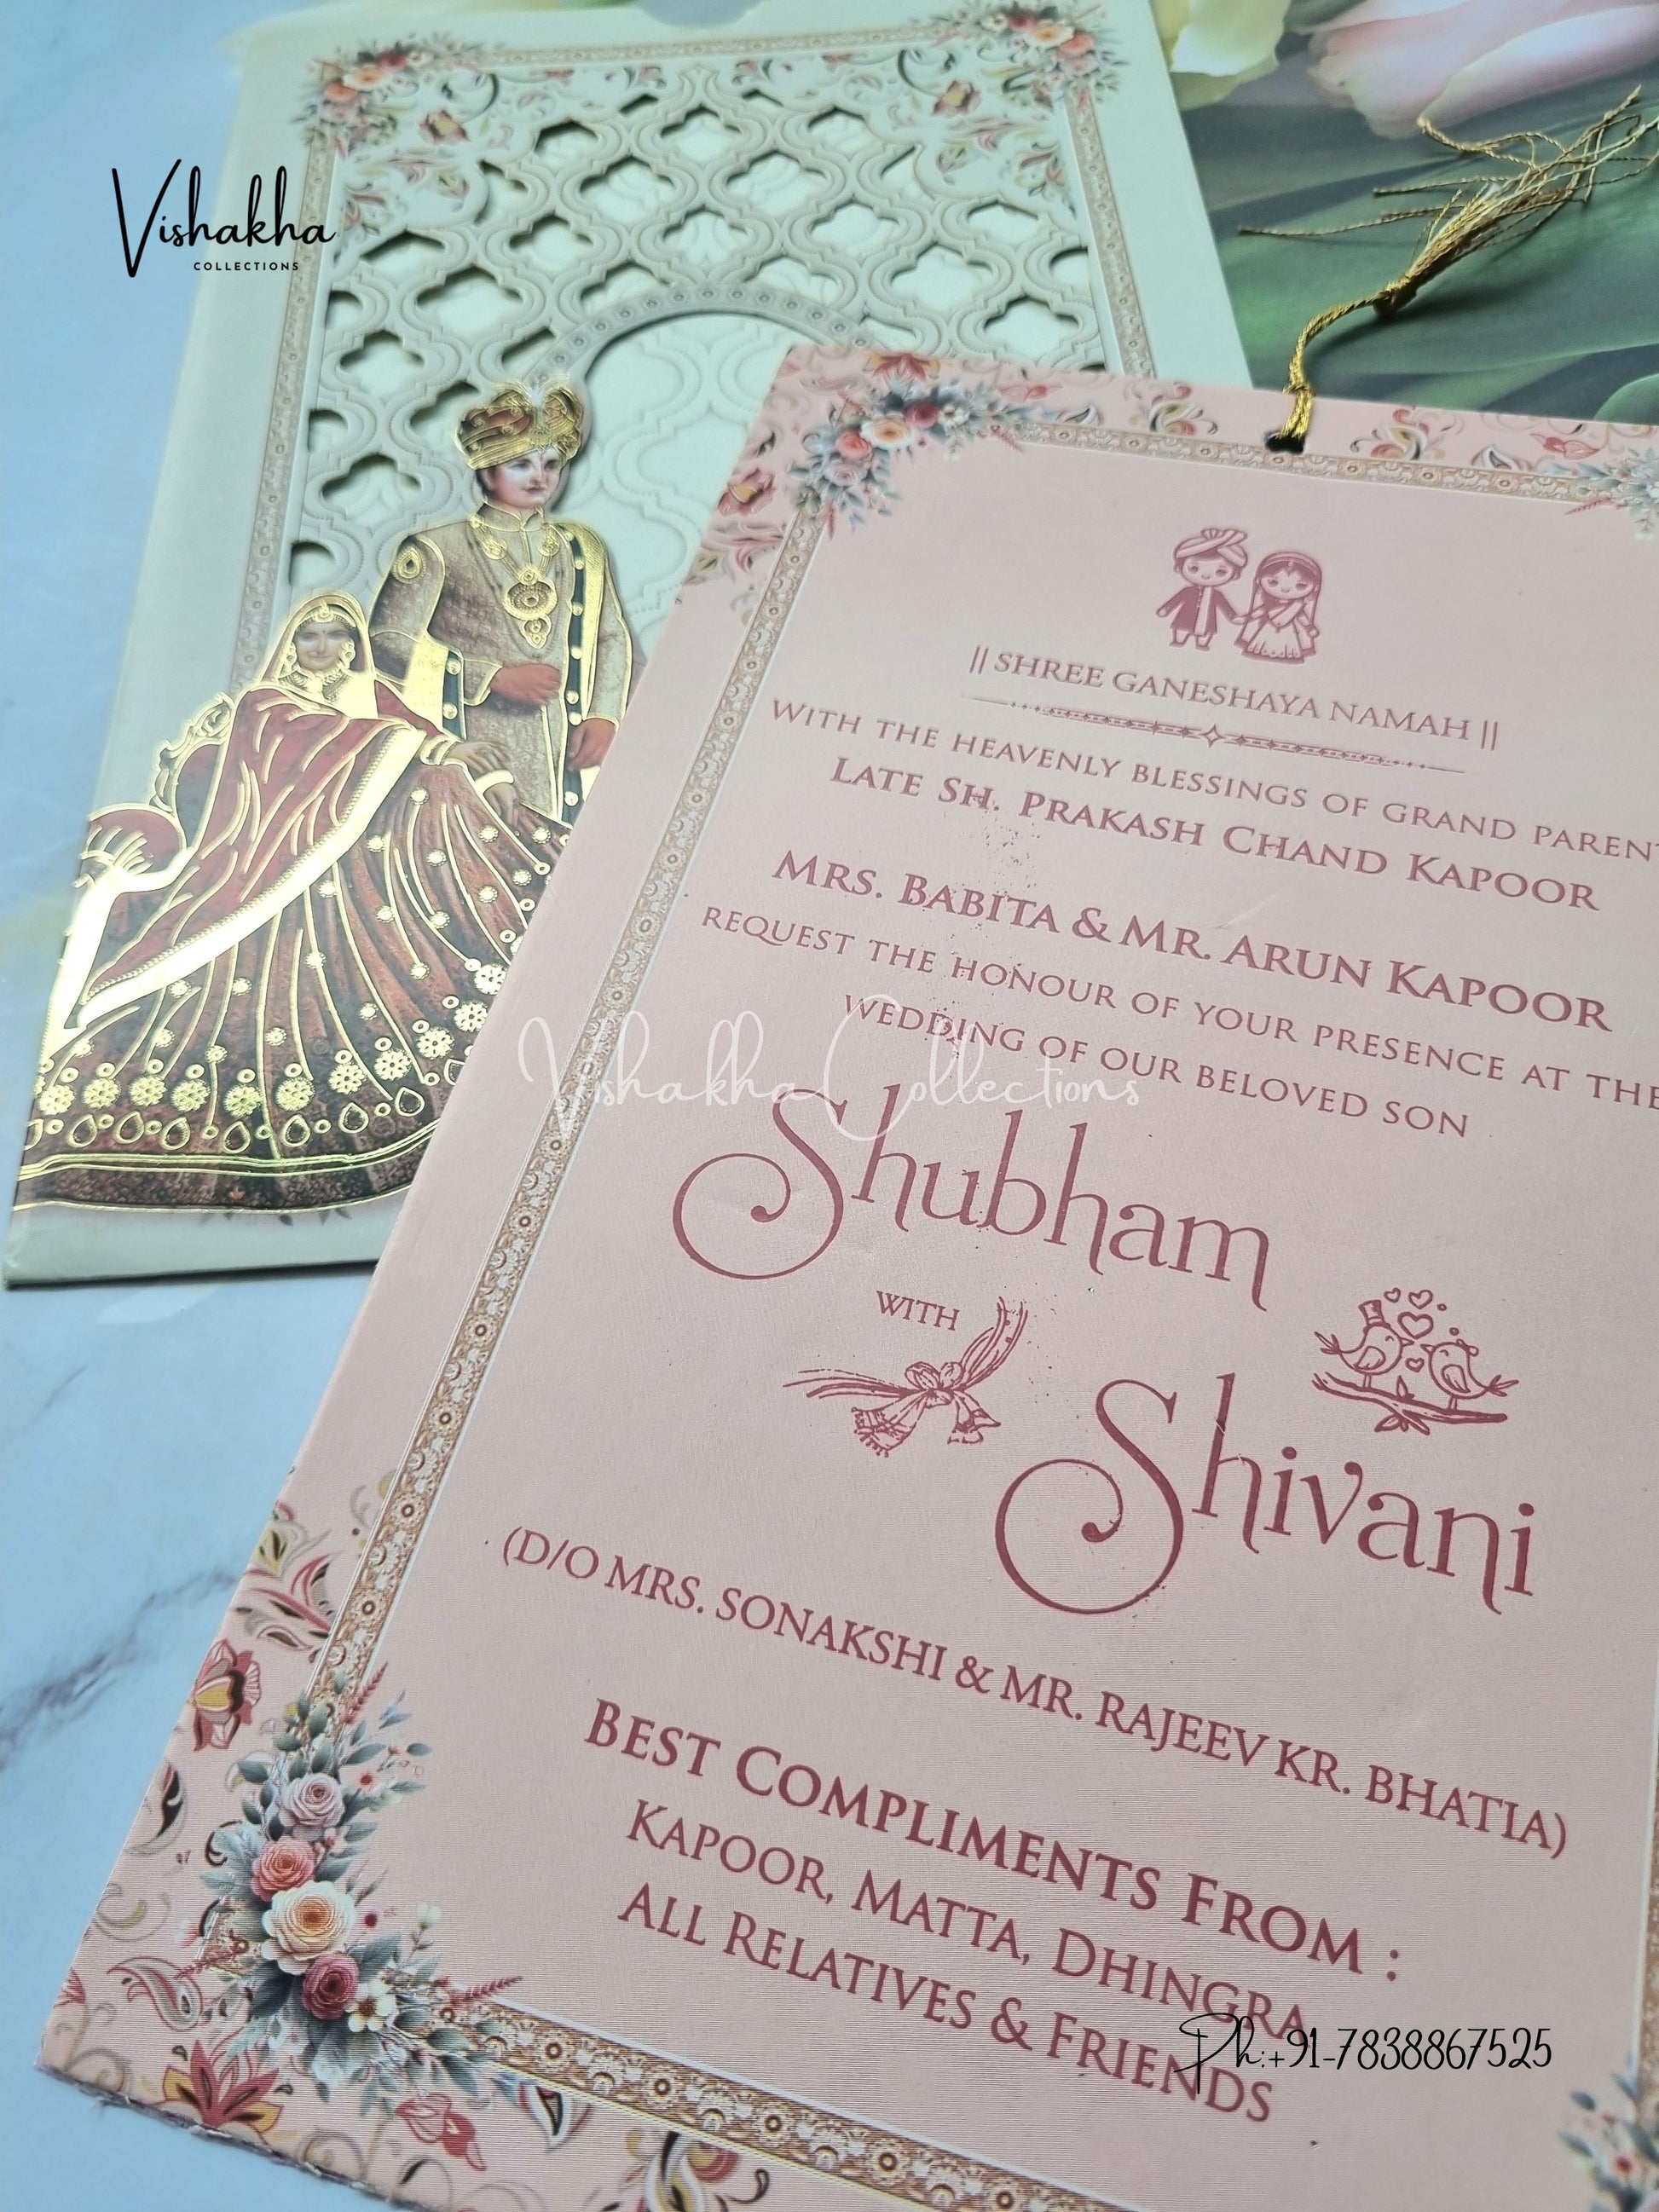 Vishakha
COLLECTIONS
|| SHREE GANESHAYA NAMAH ||
WITH THE HEAVENLY BLESSINGS OF GRAND PARENT
LATE SH. PRAKASH CHAND KAPOOR
MRS. BABITA & MR. ARUN KAPOOR
REQUEST THE HONOUR OF YOUR PRESENCE AT THE
WEDDING OF OUR BELOVED SON
Vishakha Collections
Shubham
WITH
Shivani
(D/O MRS. SONAKSHI & MR. RAJEEV KR. BHATIA)
BEST COMPLIMENTS FROM :
KAPOOR, MATTA, DHINGRA
ALL RELATIVES & FRIENDS
Ph:+91-7838867525